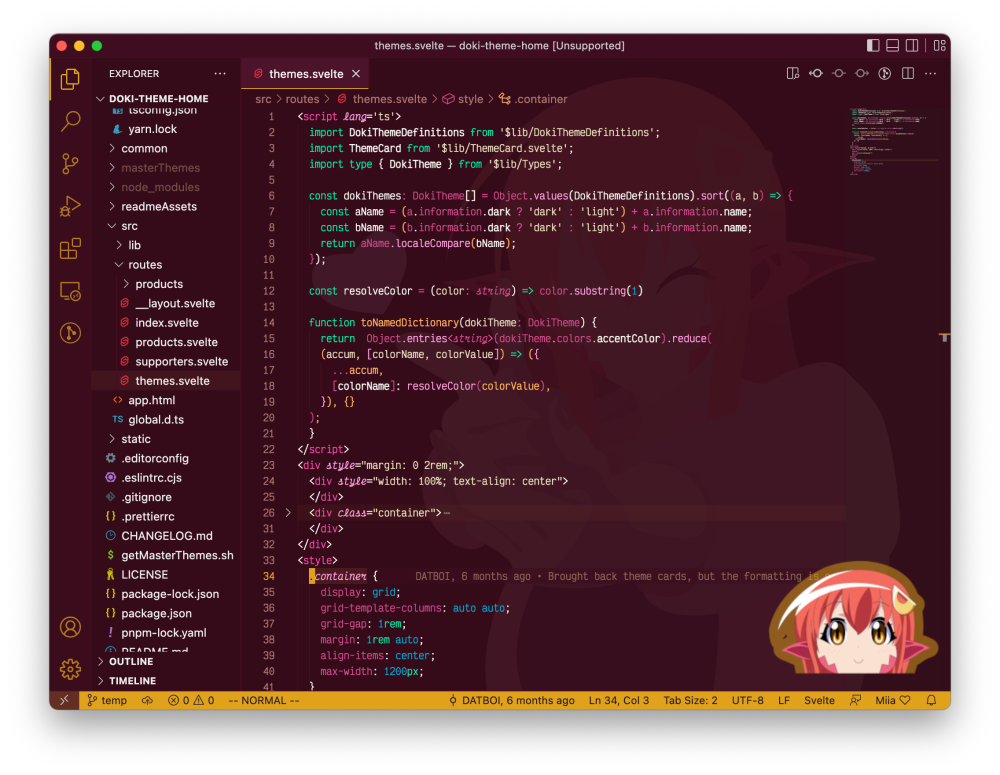 themes.svelte — doki-theme-home [Unsupported]
EXPLORER
themes.svelte
DOKI-THEME-HOME
tsconfig.json
yarn.lock
common
masterThemes
node_modules
readmeAssets
src
lib
routes
products
__layout.svelte
index.svelte
products.svelte
supporters.svelte
themes.svelte
app.html
TS global.d.ts
static
.editorconfig
.eslintrc.cjs
.gitignore
{} .prettierrc
CHANGELOG.md
$ getMasterThemes.sh
LICENSE
{} package-lock.json
{} package.json
! pnpm-lock.yaml
README.md
OUTLINE
TIMELINE
src > routes > themes.svelte > style > .container
1 <script lang='ts'>
2 import DokiThemeDefinitions from '$lib/DokiThemeDefinitions';
3 import ThemeCard from '$lib/ThemeCard.svelte';
4 import type { DokiTheme } from '$lib/Types';
5
6 const dokiThemes: DokiTheme[] = Object.values(DokiThemeDefinitions).sort((a, b) => {
7 const aName = (a.information.dark ? 'dark' : 'light') + a.information.name;
8 const bName = (b.information.dark ? 'dark' : 'light') + b.information.name;
9 return aName.localeCompare(bName);
10 });
11
12 const resolveColor = (color: string) => color.substring(1)
13
14 function toNamedDictionary(dokiTheme: DokiTheme) {
15 return Object.entries<string>(dokiTheme.colors.accentColor).reduce(
16 (accum, [colorName, colorValue]) => ({
17 ...accum,
18 [colorName]: resolveColor(colorValue),
19 }), {}
20 );
21 }
22 </script>
23 <div style="margin: 0 2rem;">
24 <div style="width: 100%; text-align: center">
25 </div>
26 <div class="container">⋯
31 </div>
32 </div>
33 <style>
34 .container { DATBOI, 6 months ago • Brought back theme cards, but the formatting is
35 display: grid;
36 grid-template-columns: auto auto;
37 grid-gap: 1rem;
38 margin: 1rem auto;
39 align-items: center;
40 max-width: 1200px;
41 }
temp
0 0
-- NORMAL --
DATBOI, 6 months ago
Ln 34, Col 3
Tab Size: 2
UTF-8
LF
Svelte
Miia ♡